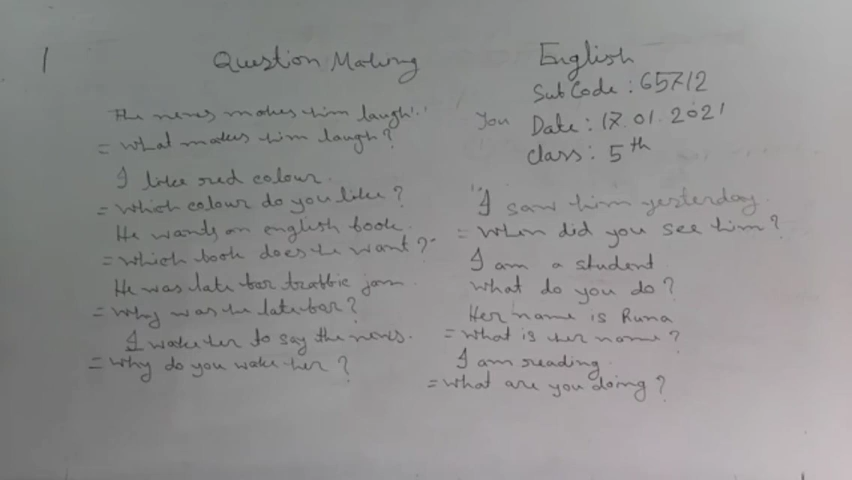 1
Question Making
English
Sub Code : 65712
You Date : 17.01.2021
Class : 5th
The news makes him laugh.
= What makes him laugh?
I like red colour.
= Which colour do you like?
He wants an english book.
= Which book does he want?
He was late for traffic jam
= Why was he late for?
I wake her to say the news.
= Why do you wake her?
"I saw him yesterday.
= When did you see him?
I am a student
What do you do?
Her name is Runa
= What is her name?
I am reading
= What are you doing?